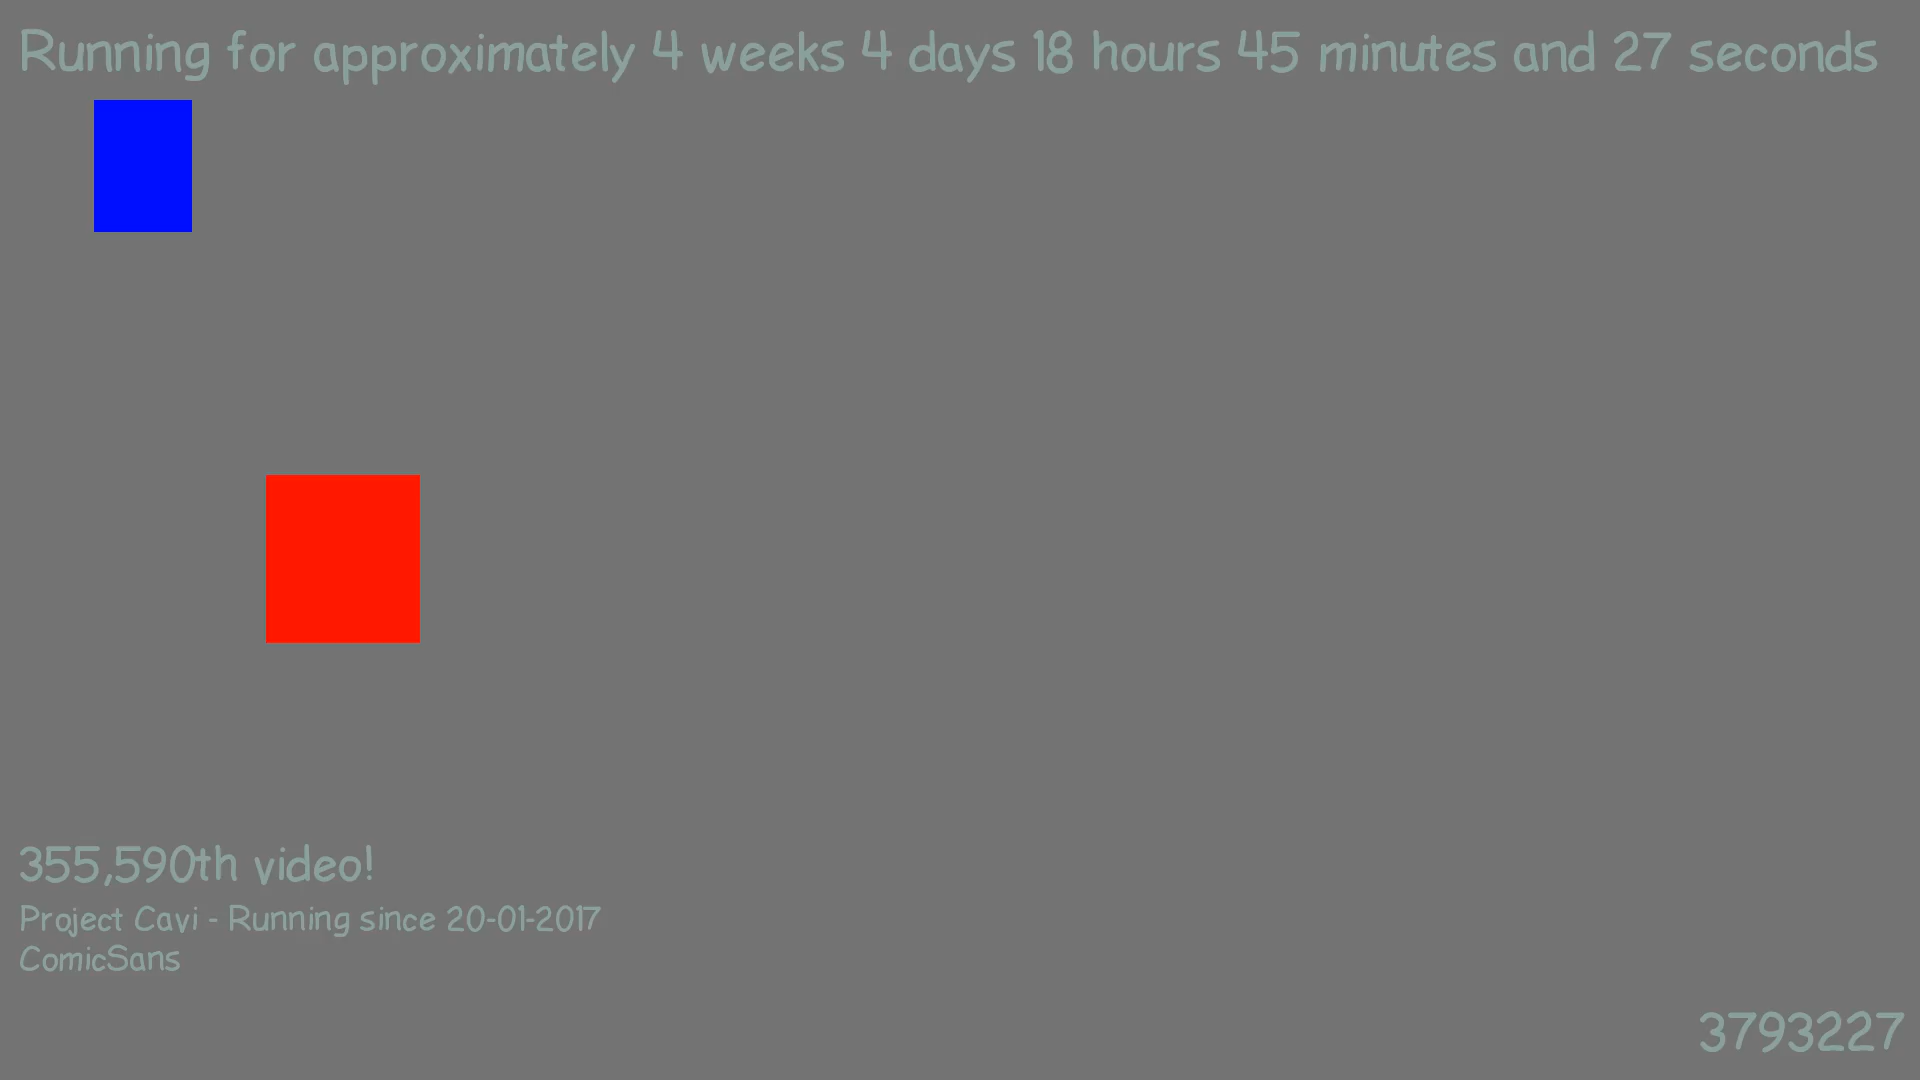 Running for approximately 4 weeks 4 days 18 hours 45 minutes and 27 seconds
355,590th video!
Project Cavi - Running since 20-01-2017
ComicSans
3793227